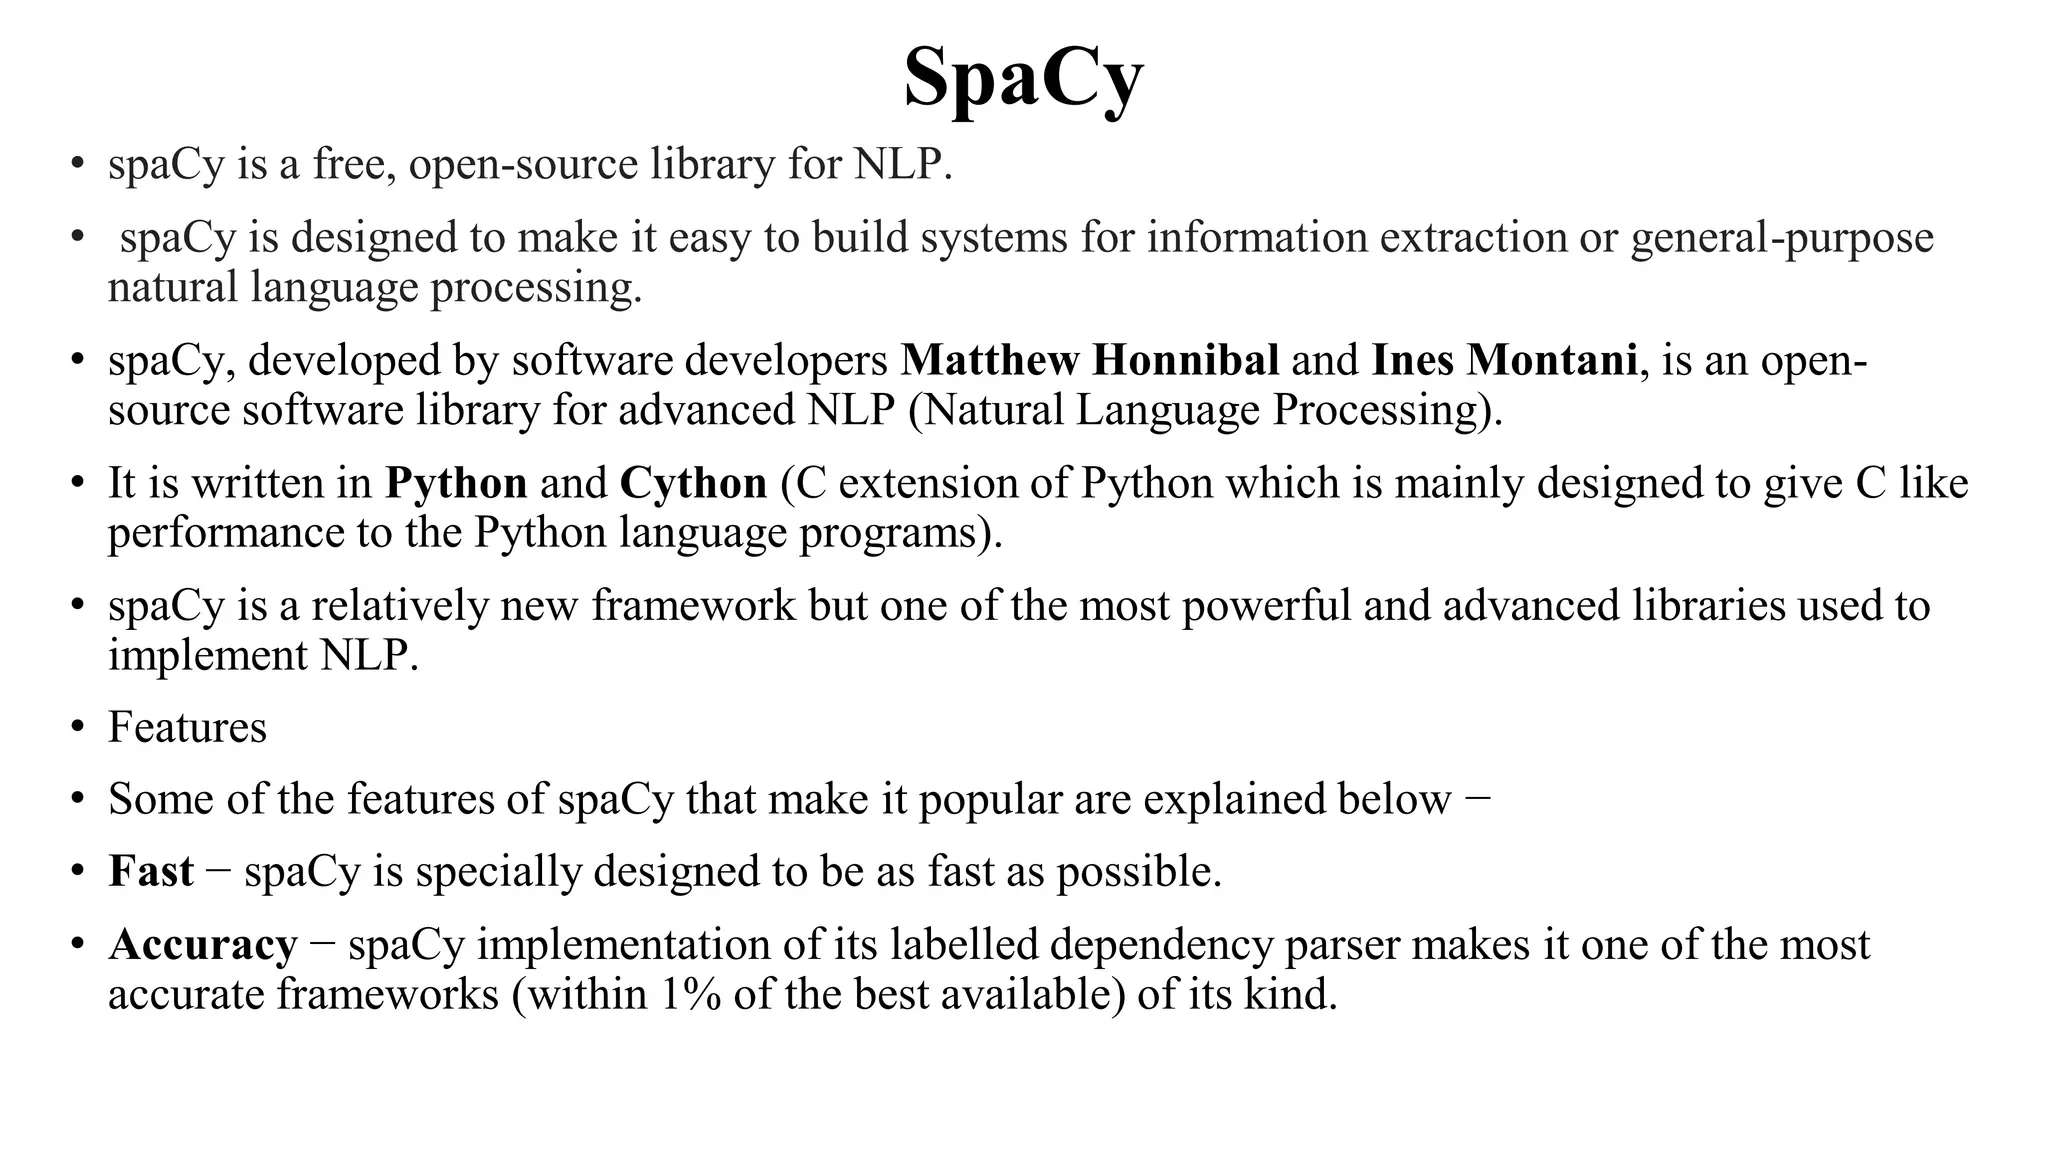 SpaCy
• spaCy is a free, open-source library for NLP.
• spaCy is designed to make it easy to build systems for information extraction or general-purpose
natural language processing.
• spaCy, developed by software developers Matthew Honnibal and Ines Montani, is an open-
source software library for advanced NLP (Natural Language Processing).
• It is written in Python and Cython (C extension of Python which is mainly designed to give C like
performance to the Python language programs).
• spaCy is a relatively new framework but one of the most powerful and advanced libraries used to
implement NLP.
• Features
• Some of the features of spaCy that make it popular are explained below −
• Fast − spaCy is specially designed to be as fast as possible.
• Accuracy − spaCy implementation of its labelled dependency parser makes it one of the most
accurate frameworks (within 1% of the best available) of its kind.